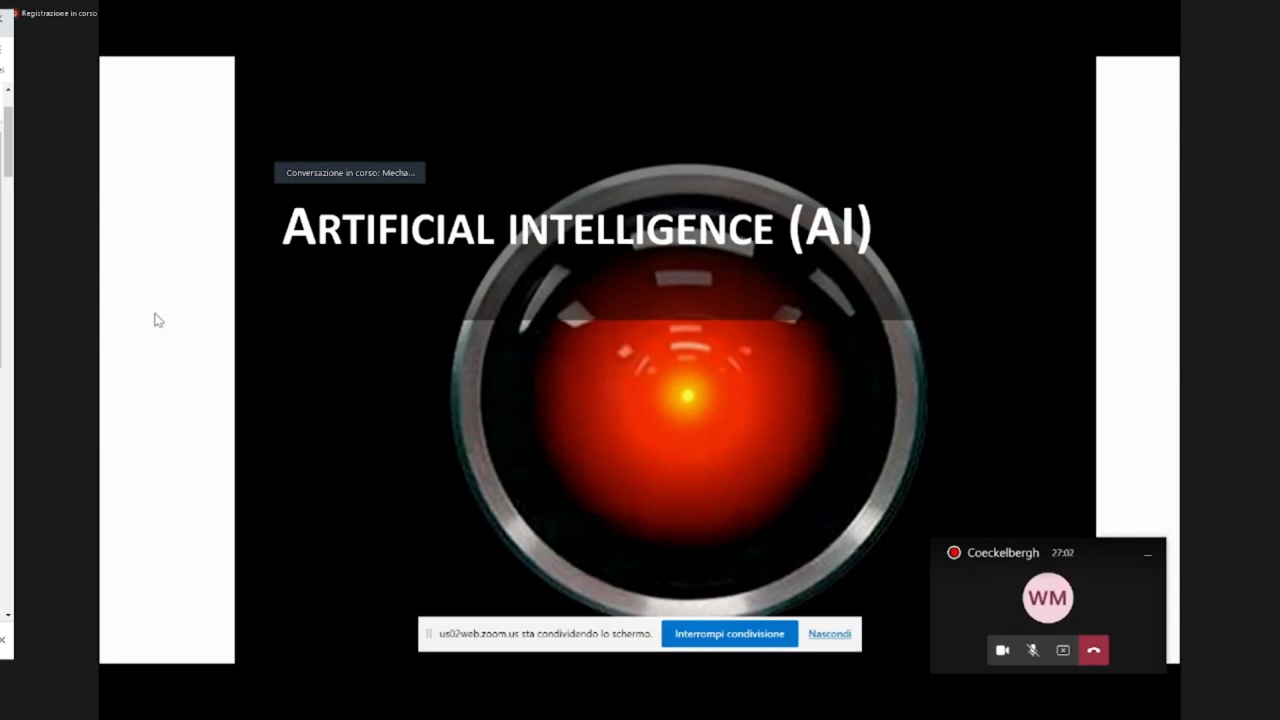 Registrazione in corso
Conversazione in corso: Mecha...
ARTIFICIAL INTELLIGENCE (AI)
Coeckelbergh 27:02
WM
us02web.zoom.us sta condividendo lo schermo. Interrompi condivisione Nascondi